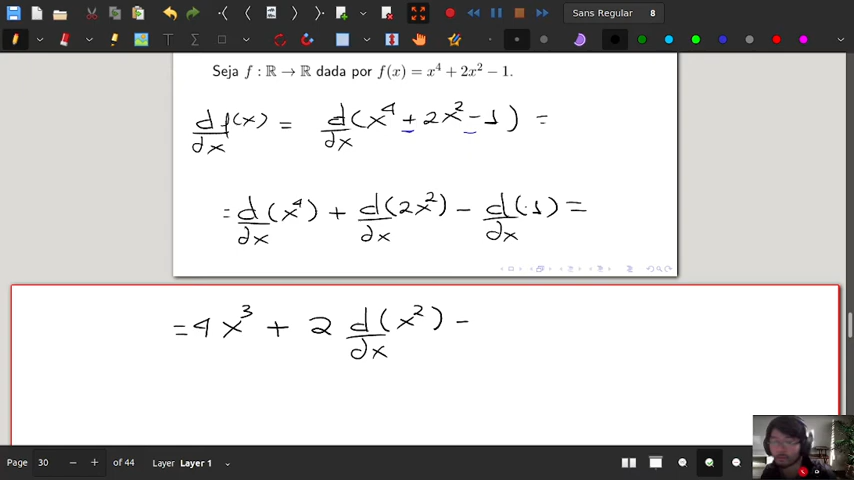 Sans Regular 8
Seja f : ℝ → ℝ dada por f(x) = x⁴ + 2x² − 1.
d/dx f(x) = d/dx (x⁴ + 2x² − 1) =
= d/dx (x⁴) + d/dx (2x²) − d/dx (1) =
= 4x³ + 2 d/dx (x²) −
Page 30 − + of 44 Layer Layer 1